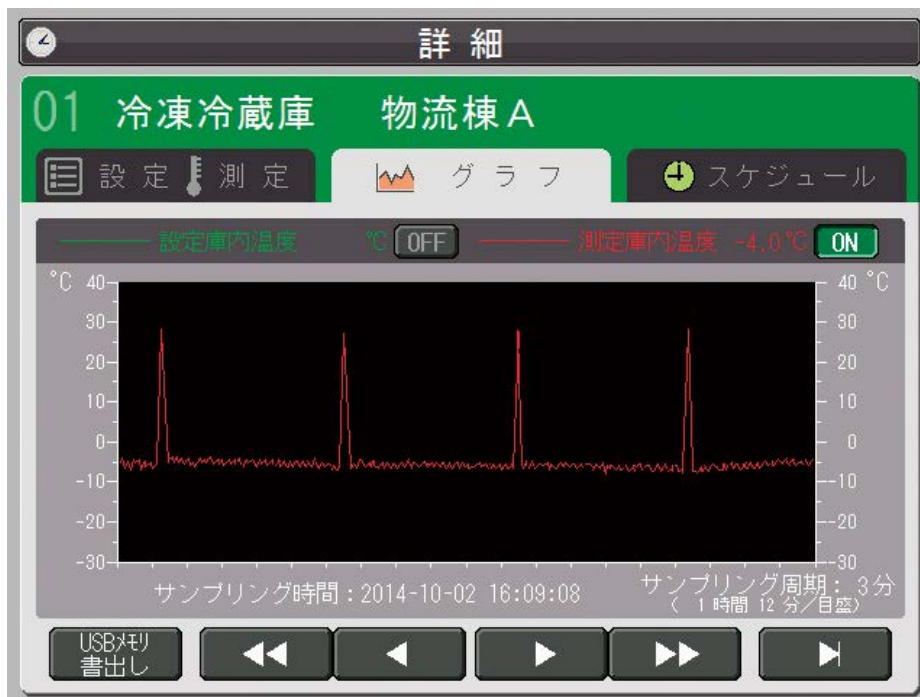 詳 細
01 冷凍冷蔵庫 物流棟A
設 定 測 定
グ ラ フ
スケジュール
設定庫内温度 ℃ OFF 測定庫内温度 -4.0℃ ON
℃ 40 40 ℃
30 30
20 20
10 10
0 0
-10 -10
-20 -20
-30 -30
サンプリング時間:2014-10-02 16:09:08 サンプリング周期: 3分
( 1時間 12 分/目盛)
USBメモリ
書出し